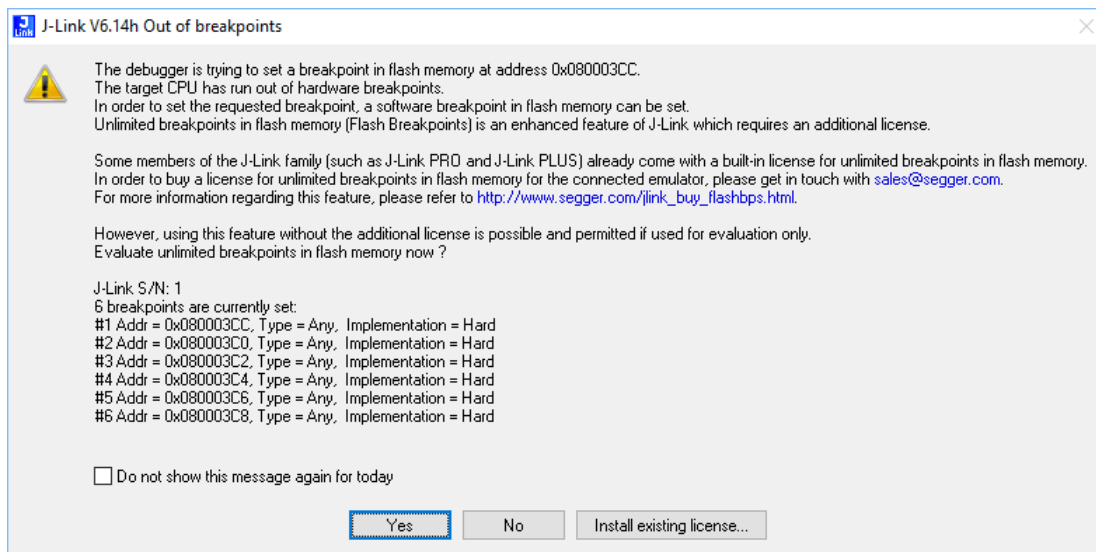 J-Link V6.14h Out of breakpoints
The debugger is trying to set a breakpoint in flash memory at address 0x080003CC.
The target CPU has run out of hardware breakpoints.
In order to set the requested breakpoint, a software breakpoint in flash memory can be set.
Unlimited breakpoints in flash memory (Flash Breakpoints) is an enhanced feature of J-Link which requires an additional license.
Some members of the J-Link family (such as J-Link PRO and J-Link PLUS) already come with a built-in license for unlimited breakpoints in flash memory.
In order to buy a license for unlimited breakpoints in flash memory for the connected emulator, please get in touch with sales@segger.com.
For more information regarding this feature, please refer to http://www.segger.com/jlink_buy_flashbps.html.
However, using this feature without the additional license is possible and permitted if used for evaluation only.
Evaluate unlimited breakpoints in flash memory now ?
J-Link S/N: 1
6 breakpoints are currently set:
#1 Addr = 0x080003CC, Type = Any, Implementation = Hard
#2 Addr = 0x080003C0, Type = Any, Implementation = Hard
#3 Addr = 0x080003C2, Type = Any, Implementation = Hard
#4 Addr = 0x080003C4, Type = Any, Implementation = Hard
#5 Addr = 0x080003C6, Type = Any, Implementation = Hard
#6 Addr = 0x080003C8, Type = Any, Implementation = Hard
Do not show this message again for today
Yes No Install existing license...